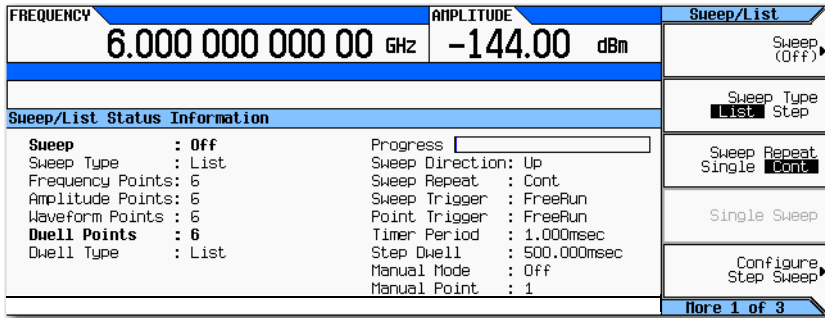 FREQUENCY
6.000 000 000 00 GHz
AMPLITUDE
-144.00 dBm
Sweep/List Status Information
Sweep : Off
Sweep Type : List
Frequency Points: 6
Amplitude Points: 6
Waveform Points : 6
Dwell Points : 6
Dwell Type : List
Progress
Sweep Direction: Up
Sweep Repeat : Cont
Sweep Trigger : FreeRun
Point Trigger : FreeRun
Timer Period : 1.000msec
Step Dwell : 500.000msec
Manual Mode : Off
Manual Point : 1
Sweep/List
Sweep
(Off)
Sweep Type
List Step
Sweep Repeat
Single Cont
Single Sweep
Configure
Step Sweep
More 1 of 3